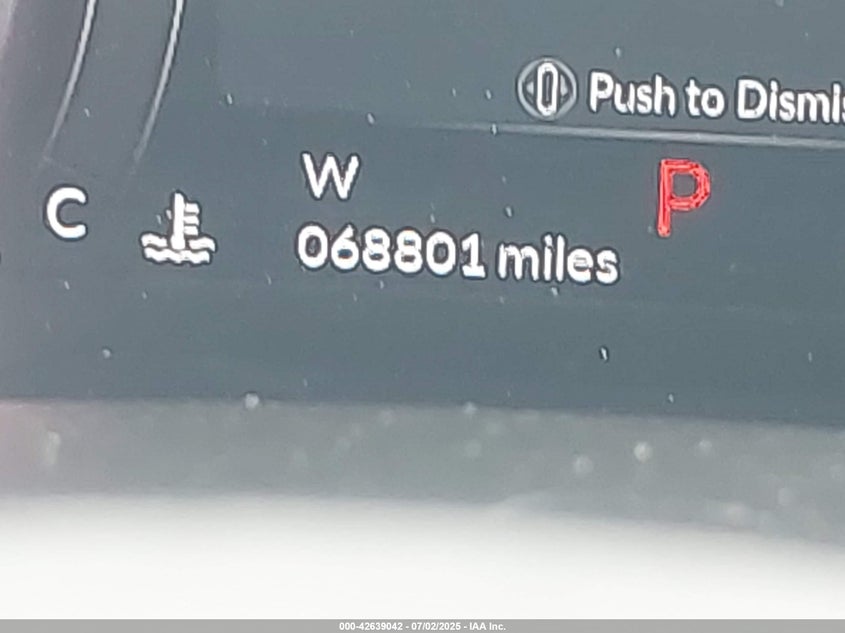 Push to Dismis
W
P
C
068801 miles
000-42639042 - 07/02/2025 - IAA Inc.